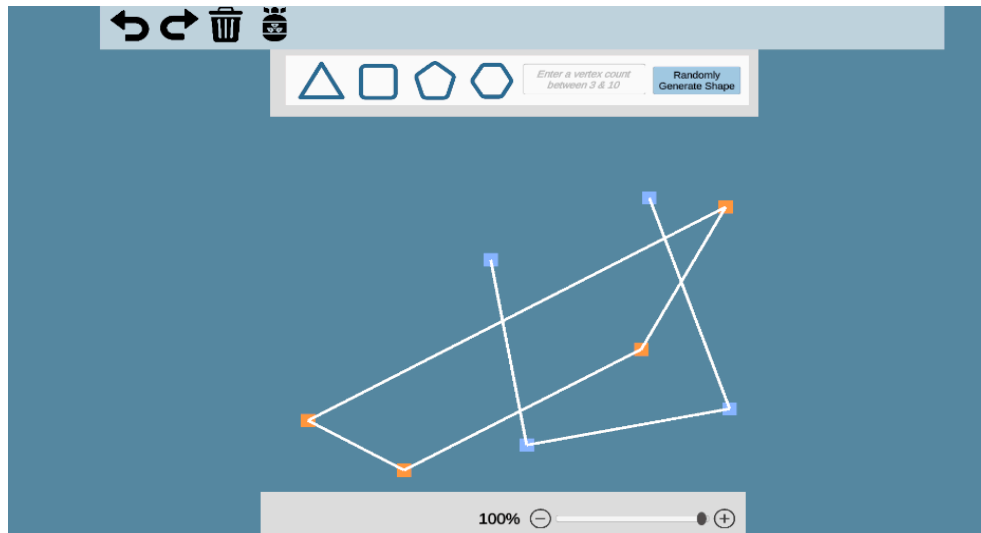 Enter a vertex count
between 3 & 10
Randomly
Generate Shape
100%